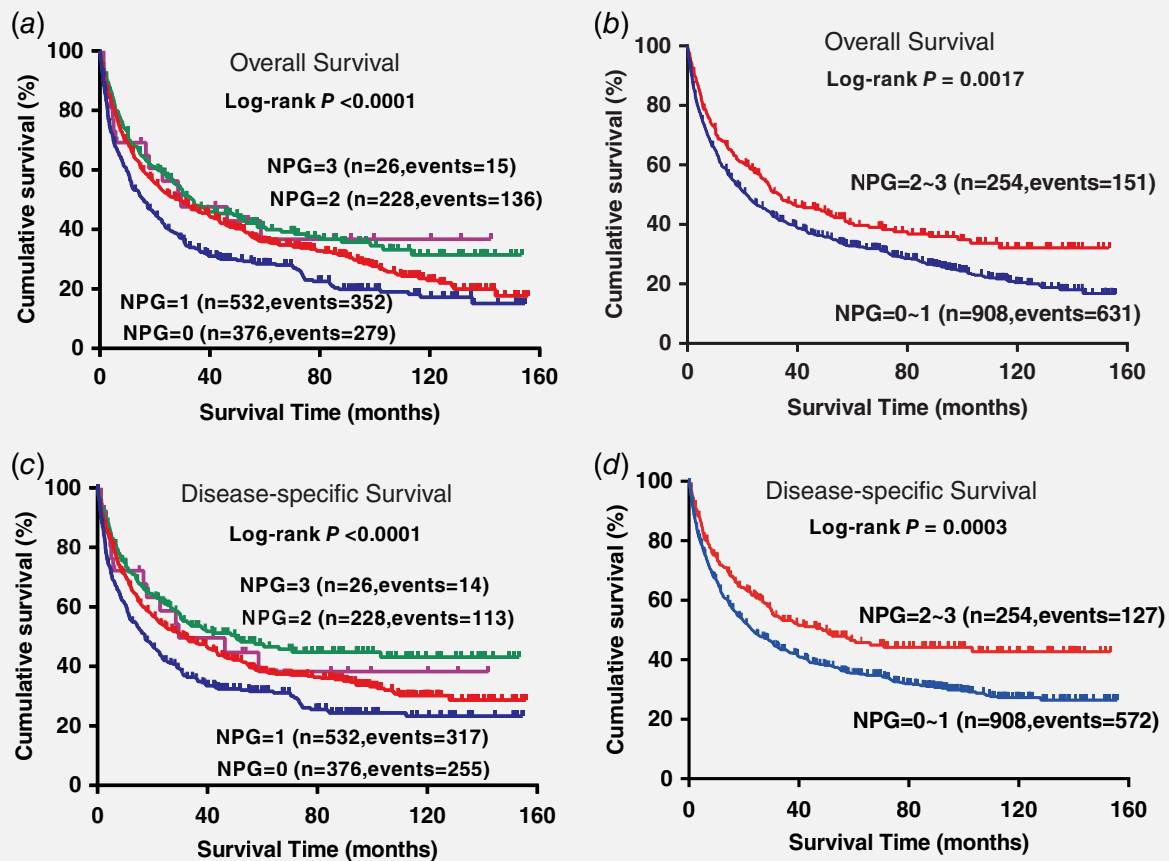 (a)
Overall Survival
Log-rank P <0.0001
NPG=3 (n=26,events=15)
NPG=2 (n=228,events=136)
NPG=1 (n=532,events=352)
NPG=0 (n=376,events=279)
Cumulative survival (%)
100
80
60
40
20
0
0 40 80 120 160
Survival Time (months)
(b)
Overall Survival
Log-rank P = 0.0017
NPG=2~3 (n=254,events=151)
NPG=0~1 (n=908,events=631)
Cumulative survival (%)
100
80
60
40
20
0
0 40 80 120 160
Survival Time (months)
(c)
Disease-specific Survival
Log-rank P <0.0001
NPG=3 (n=26,events=14)
NPG=2 (n=228,events=113)
NPG=1 (n=532,events=317)
NPG=0 (n=376,events=255)
Cumulative survival (%)
100
80
60
40
20
0
0 40 80 120 160
Survival Time (months)
(d)
Disease-specific Survival
Log-rank P = 0.0003
NPG=2~3 (n=254,events=127)
NPG=0~1 (n=908,events=572)
Cumulative survival (%)
100
80
60
40
20
0
0 40 80 120 160
Survival Time (months)